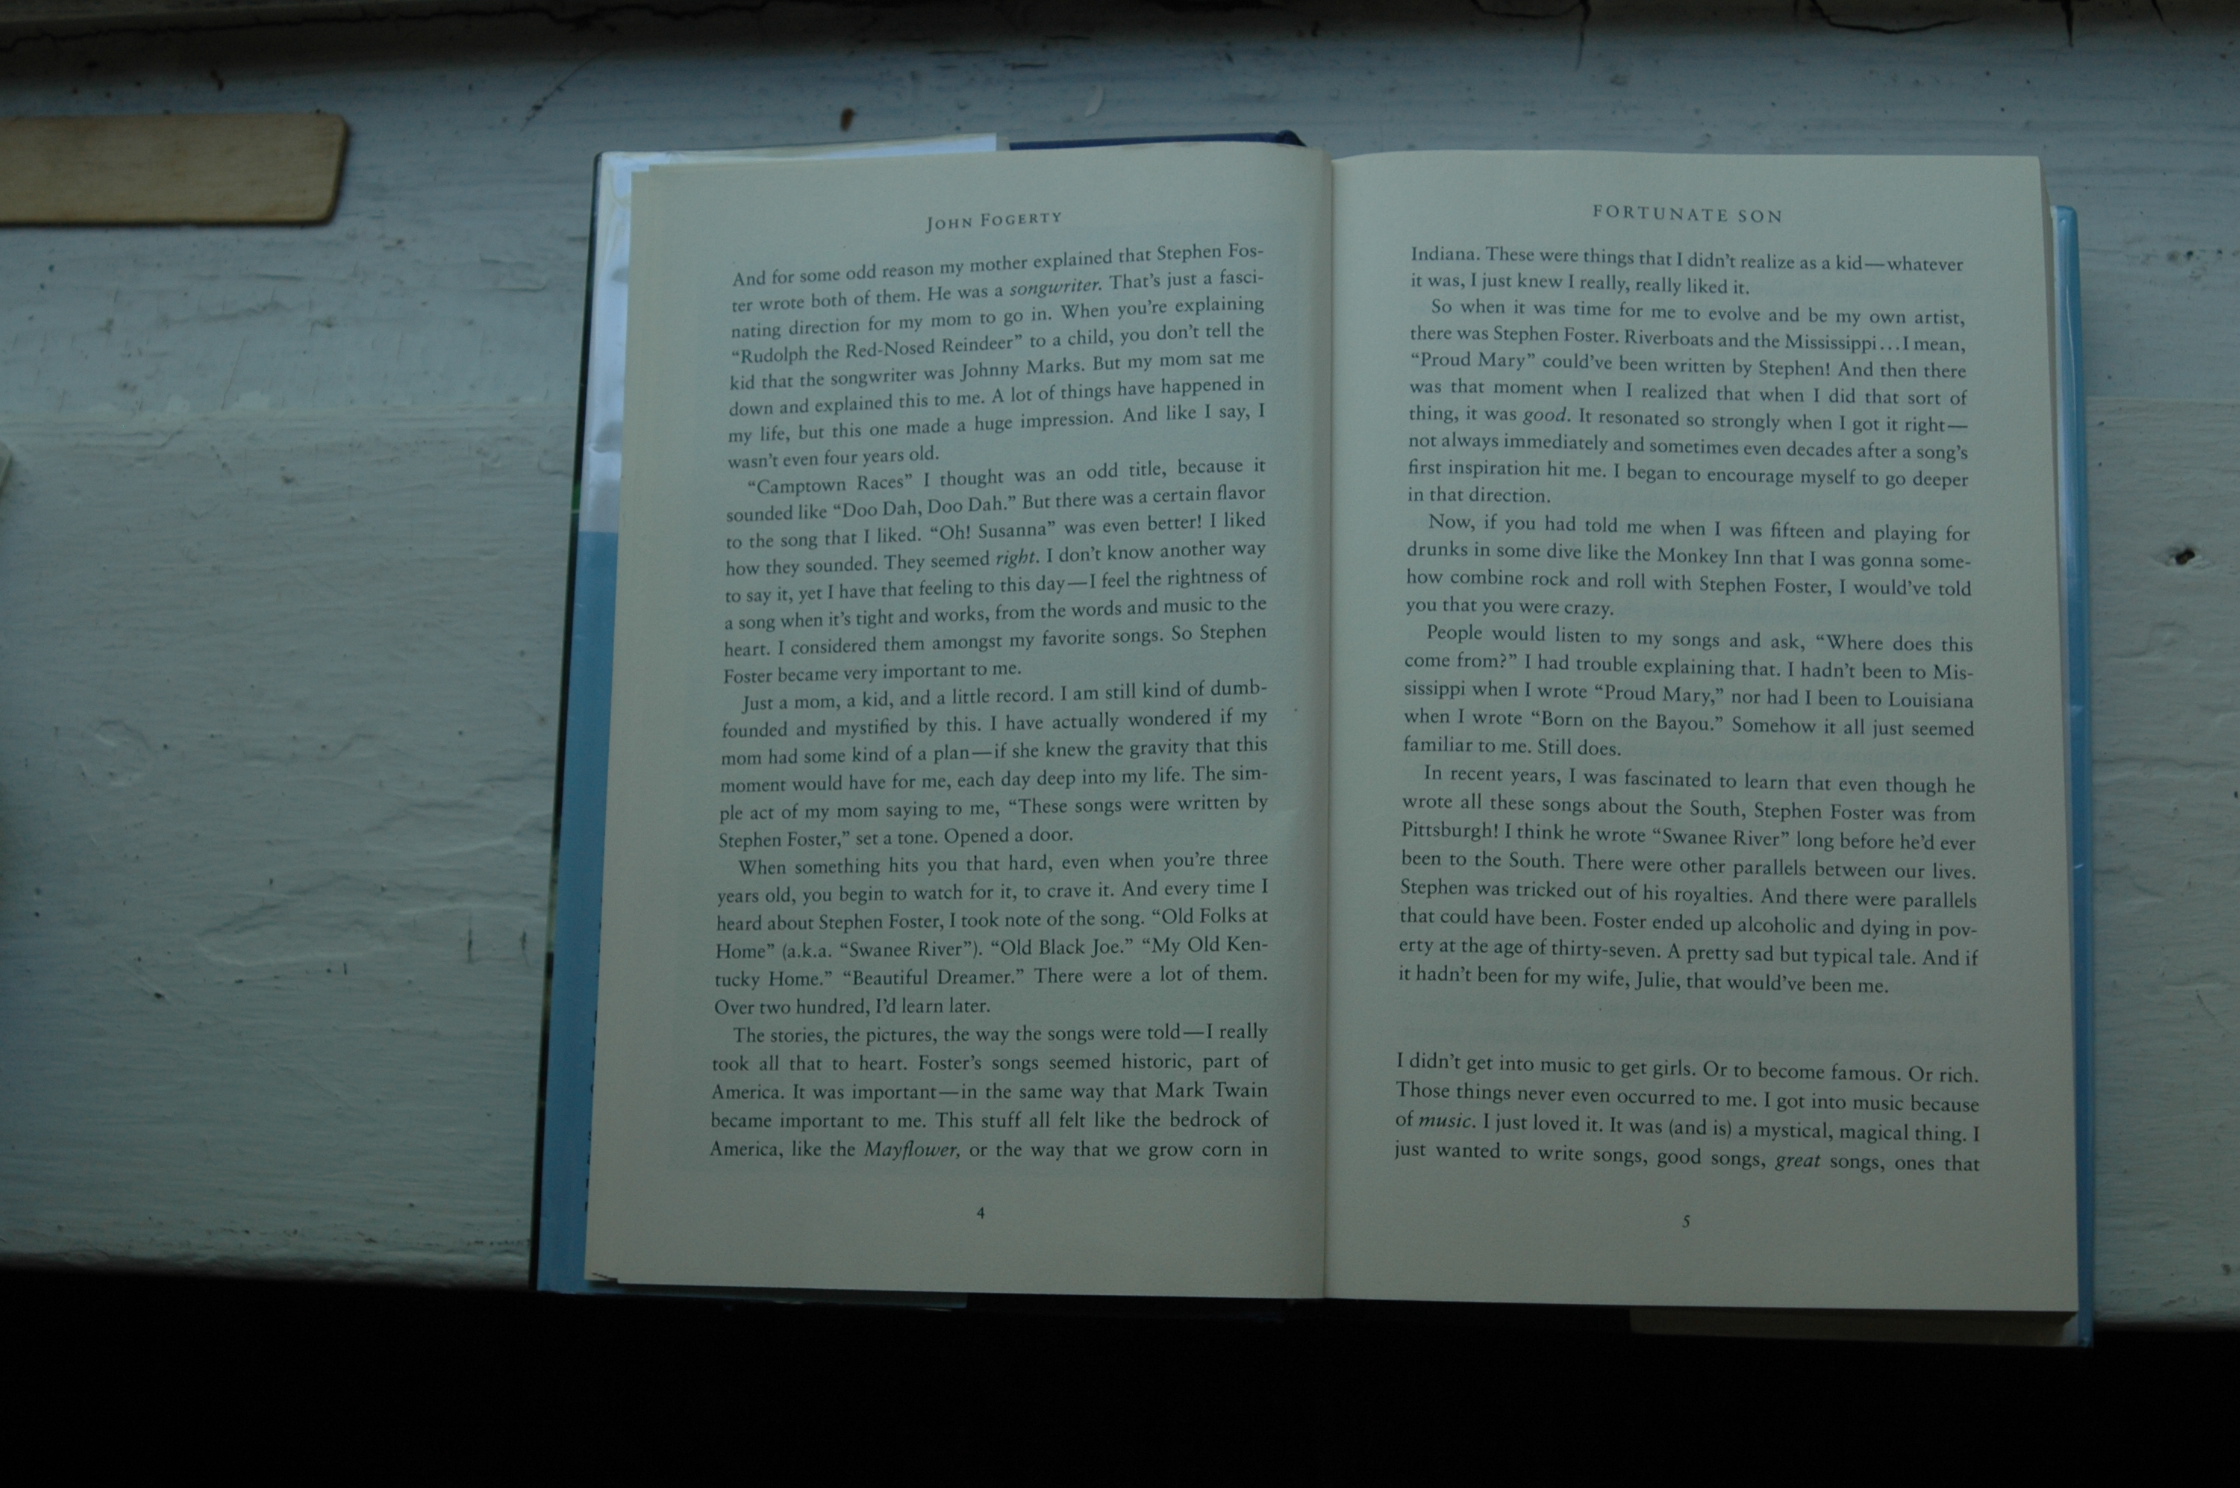 JOHN FOGERTY
And for some odd reason my mother explained that Stephen Fos-
ter wrote both of them. He was a songwriter. That's just a fasci-
nating direction for my mom to go in. When you're explaining
“Rudolph the Red-Nosed Reindeer” to a child, you don't tell the
kid that the songwriter was Johnny Marks. But my mom sat me
down and explained this to me. A lot of things have happened in
my life, but this one made a huge impression. And like I say, I
wasn't even four years old.
“Camptown Races” I thought was an odd title, because it
sounded like “Doo Dah, Doo Dah.” But there was a certain flavor
to the song that I liked. “Oh! Susanna” was even better! I liked
how they sounded. They seemed right. I don't know another way
to say it, yet I have that feeling to this day—I feel the rightness of
a song when it's tight and works, from the words and music to the
heart. I considered them amongst my favorite songs. So Stephen
Foster became very important to me.
Just a mom, a kid, and a little record. I am still kind of dumb-
founded and mystified by this. I have actually wondered if my
mom had some kind of a plan—if she knew the gravity that this
moment would have for me, each day deep into my life. The sim-
ple act of my mom saying to me, “These songs were written by
Stephen Foster,” set a tone. Opened a door.
When something hits you that hard, even when you're three
years old, you begin to watch for it, to crave it. And every time I
heard about Stephen Foster, I took note of the song. “Old Folks at
Home” (a.k.a. “Swanee River”). “Old Black Joe.” “My Old Ken-
tucky Home.” “Beautiful Dreamer.” There were a lot of them.
Over two hundred, I'd learn later.
The stories, the pictures, the way the songs were told—I really
took all that to heart. Foster's songs seemed historic, part of
America. It was important—in the same way that Mark Twain
became important to me. This stuff all felt like the bedrock of
America, like the Mayflower, or the way that we grow corn in
4
FORTUNATE SON
Indiana. These were things that I didn't realize as a kid—whatever
it was, I just knew I really, really liked it.
So when it was time for me to evolve and be my own artist,
there was Stephen Foster. Riverboats and the Mississippi...I mean,
“Proud Mary” could've been written by Stephen! And then there
was that moment when I realized that when I did that sort of
thing, it was good. It resonated so strongly when I got it right—
not always immediately and sometimes even decades after a song's
first inspiration hit me. I began to encourage myself to go deeper
in that direction.
Now, if you had told me when I was fifteen and playing for
drunks in some dive like the Monkey Inn that I was gonna some-
how combine rock and roll with Stephen Foster, I would've told
you that you were crazy.
People would listen to my songs and ask, “Where does this
come from?” I had trouble explaining that. I hadn't been to Mis-
sissippi when I wrote “Proud Mary,” nor had I been to Louisiana
when I wrote “Born on the Bayou.” Somehow it all just seemed
familiar to me. Still does.
In recent years, I was fascinated to learn that even though he
wrote all these songs about the South, Stephen Foster was from
Pittsburgh! I think he wrote “Swanee River” long before he'd ever
been to the South. There were other parallels between our lives.
Stephen was tricked out of his royalties. And there were parallels
that could have been. Foster ended up alcoholic and dying in pov-
erty at the age of thirty-seven. A pretty sad but typical tale. And if
it hadn't been for my wife, Julie, that would've been me.
I didn't get into music to get girls. Or to become famous. Or rich.
Those things never even occurred to me. I got into music because
of music. I just loved it. It was (and is) a mystical, magical thing. I
just wanted to write songs, good songs, great songs, ones that
5